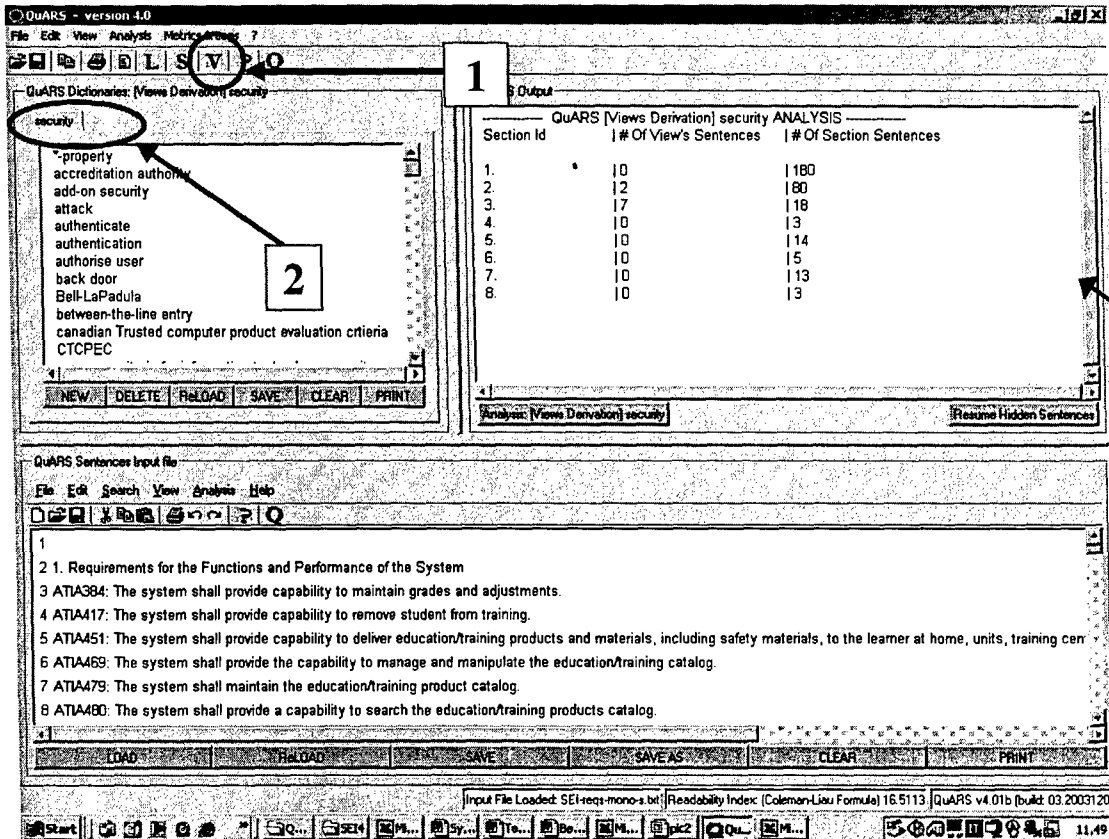 QuARS - version 4.0
File Edit View Analysis Metrics ?
L S V ? Q
1
QuARS Dictionaries: [Views Derivation] security
security
*-property
accreditation authority
add-on security
attack
authenticate
authentication
authorise user
back door
Bell-LaPadula
between-the-line entry
canadian Trusted computer product evaluation crtieria
CTCPEC
2
NEW DELETE ReLOAD SAVE CLEAR PRINT
Output
---------- QuARS [Views Derivation] security ANALYSIS ----------
Section Id | # Of View's Sentences | # Of Section Sentences
1. | 0 | 180
2. | 2 | 80
3. | 7 | 18
4. | 0 | 3
5. | 0 | 14
6. | 0 | 5
7. | 0 | 13
8. | 0 | 3
Analysis: [Views Derivation] security Resume Hidden Sentences
QuARS Sentences Input file
File Edit Search View Analysis Help
Q
1
2 1. Requirements for the Functions and Performance of the System
3 ATIA384: The system shall provide capability to maintain grades and adjustments.
4 ATIA417: The system shall provide capability to remove student from training.
5 ATIA451: The system shall provide capability to deliver education/training products and materials, including safety materials, to the learner at home, units, training cen
6 ATIA469: The system shall provide the capability to manage and manipulate the education/training catalog.
7 ATIA479: The system shall maintain the education/training product catalog.
8 ATIA480: The system shall provide a capability to search the education/training products catalog.
LOAD ReLOAD SAVE SAVE AS CLEAR PRINT
Input File Loaded: SEI-reqs-mono-s.txt Readability Index: (Coleman-Liau Formula) 16.5113 QuARS v4.01b (build: 03.2003120
Start Q... SEI4 Mi... Sy... To... Be... Mi... pic2 Qu... Mi... 11.49